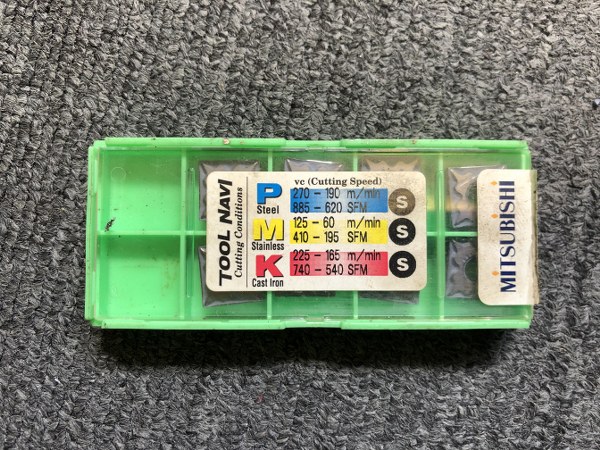 TOOL NAVI
Cutting Conditions
vc (Cutting Speed)
P 270 - 190 m/min S
Steel 885 - 620 SFM
M 125 - 60 m/min S
Stainless 410 - 195 SFM
K 225 - 165 m/min S
Cast Iron 740 - 540 SFM
MITSUBISHI